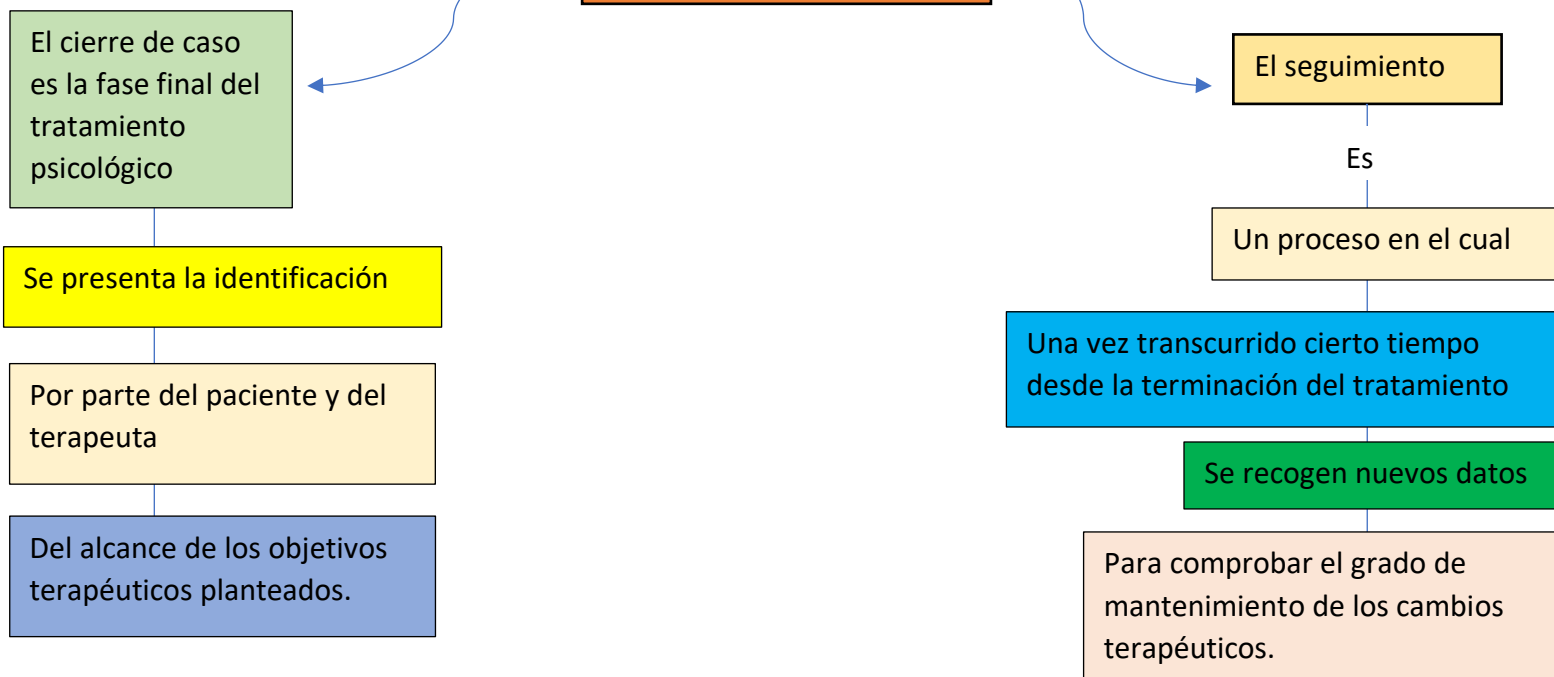 El cierre de caso
es la fase final del
tratamiento
psicológico
Se presenta la identificación
Por parte del paciente y del
terapeuta
Del alcance de los objetivos
terapéuticos planteados.
El seguimiento
Es
Un proceso en el cual
Una vez transcurrido cierto tiempo
desde la terminación del tratamiento
Se recogen nuevos datos
Para comprobar el grado de
mantenimiento de los cambios
terapéuticos.